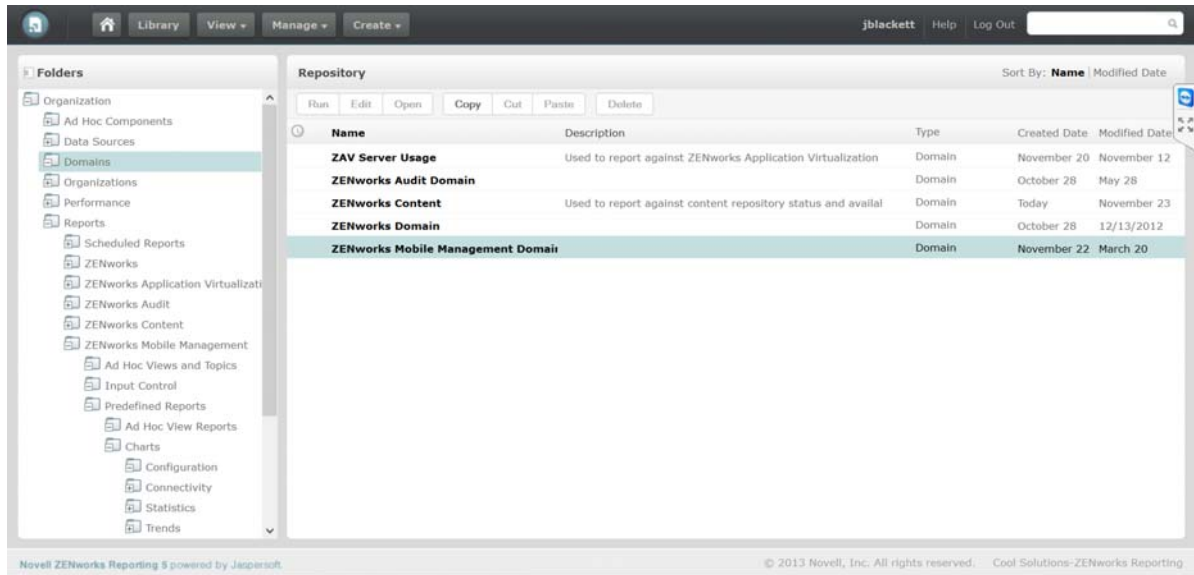 Library View Manage Create jblackett Help Log Out
Folders
Organization
Ad Hoc Components
Data Sources
Domains
Organizations
Performance
Reports
Scheduled Reports
ZENworks
ZENworks Application Virtualizati
ZENworks Audit
ZENworks Content
ZENworks Mobile Management
Ad Hoc Views and Topics
Input Control
Predefined Reports
Ad Hoc View Reports
Charts
Configuration
Connectivity
Statistics
Trends
Repository Sort By: Name Modified Date
Run Edit Open Copy Cut Paste Delete
Name Description Type Created Date Modified Date
ZAV Server Usage Used to report against ZENworks Application Virtualization Domain November 20 November 12
ZENworks Audit Domain Domain October 28 May 28
ZENworks Content Used to report against content repository status and availal Domain Today November 23
ZENworks Domain Domain October 28 12/13/2012
ZENworks Mobile Management Domain Domain November 22 March 20
Novell ZENworks Reporting 5 powered by Jaspersoft © 2013 Novell, Inc. All rights reserved. Cool Solutions-ZENworks Reporting